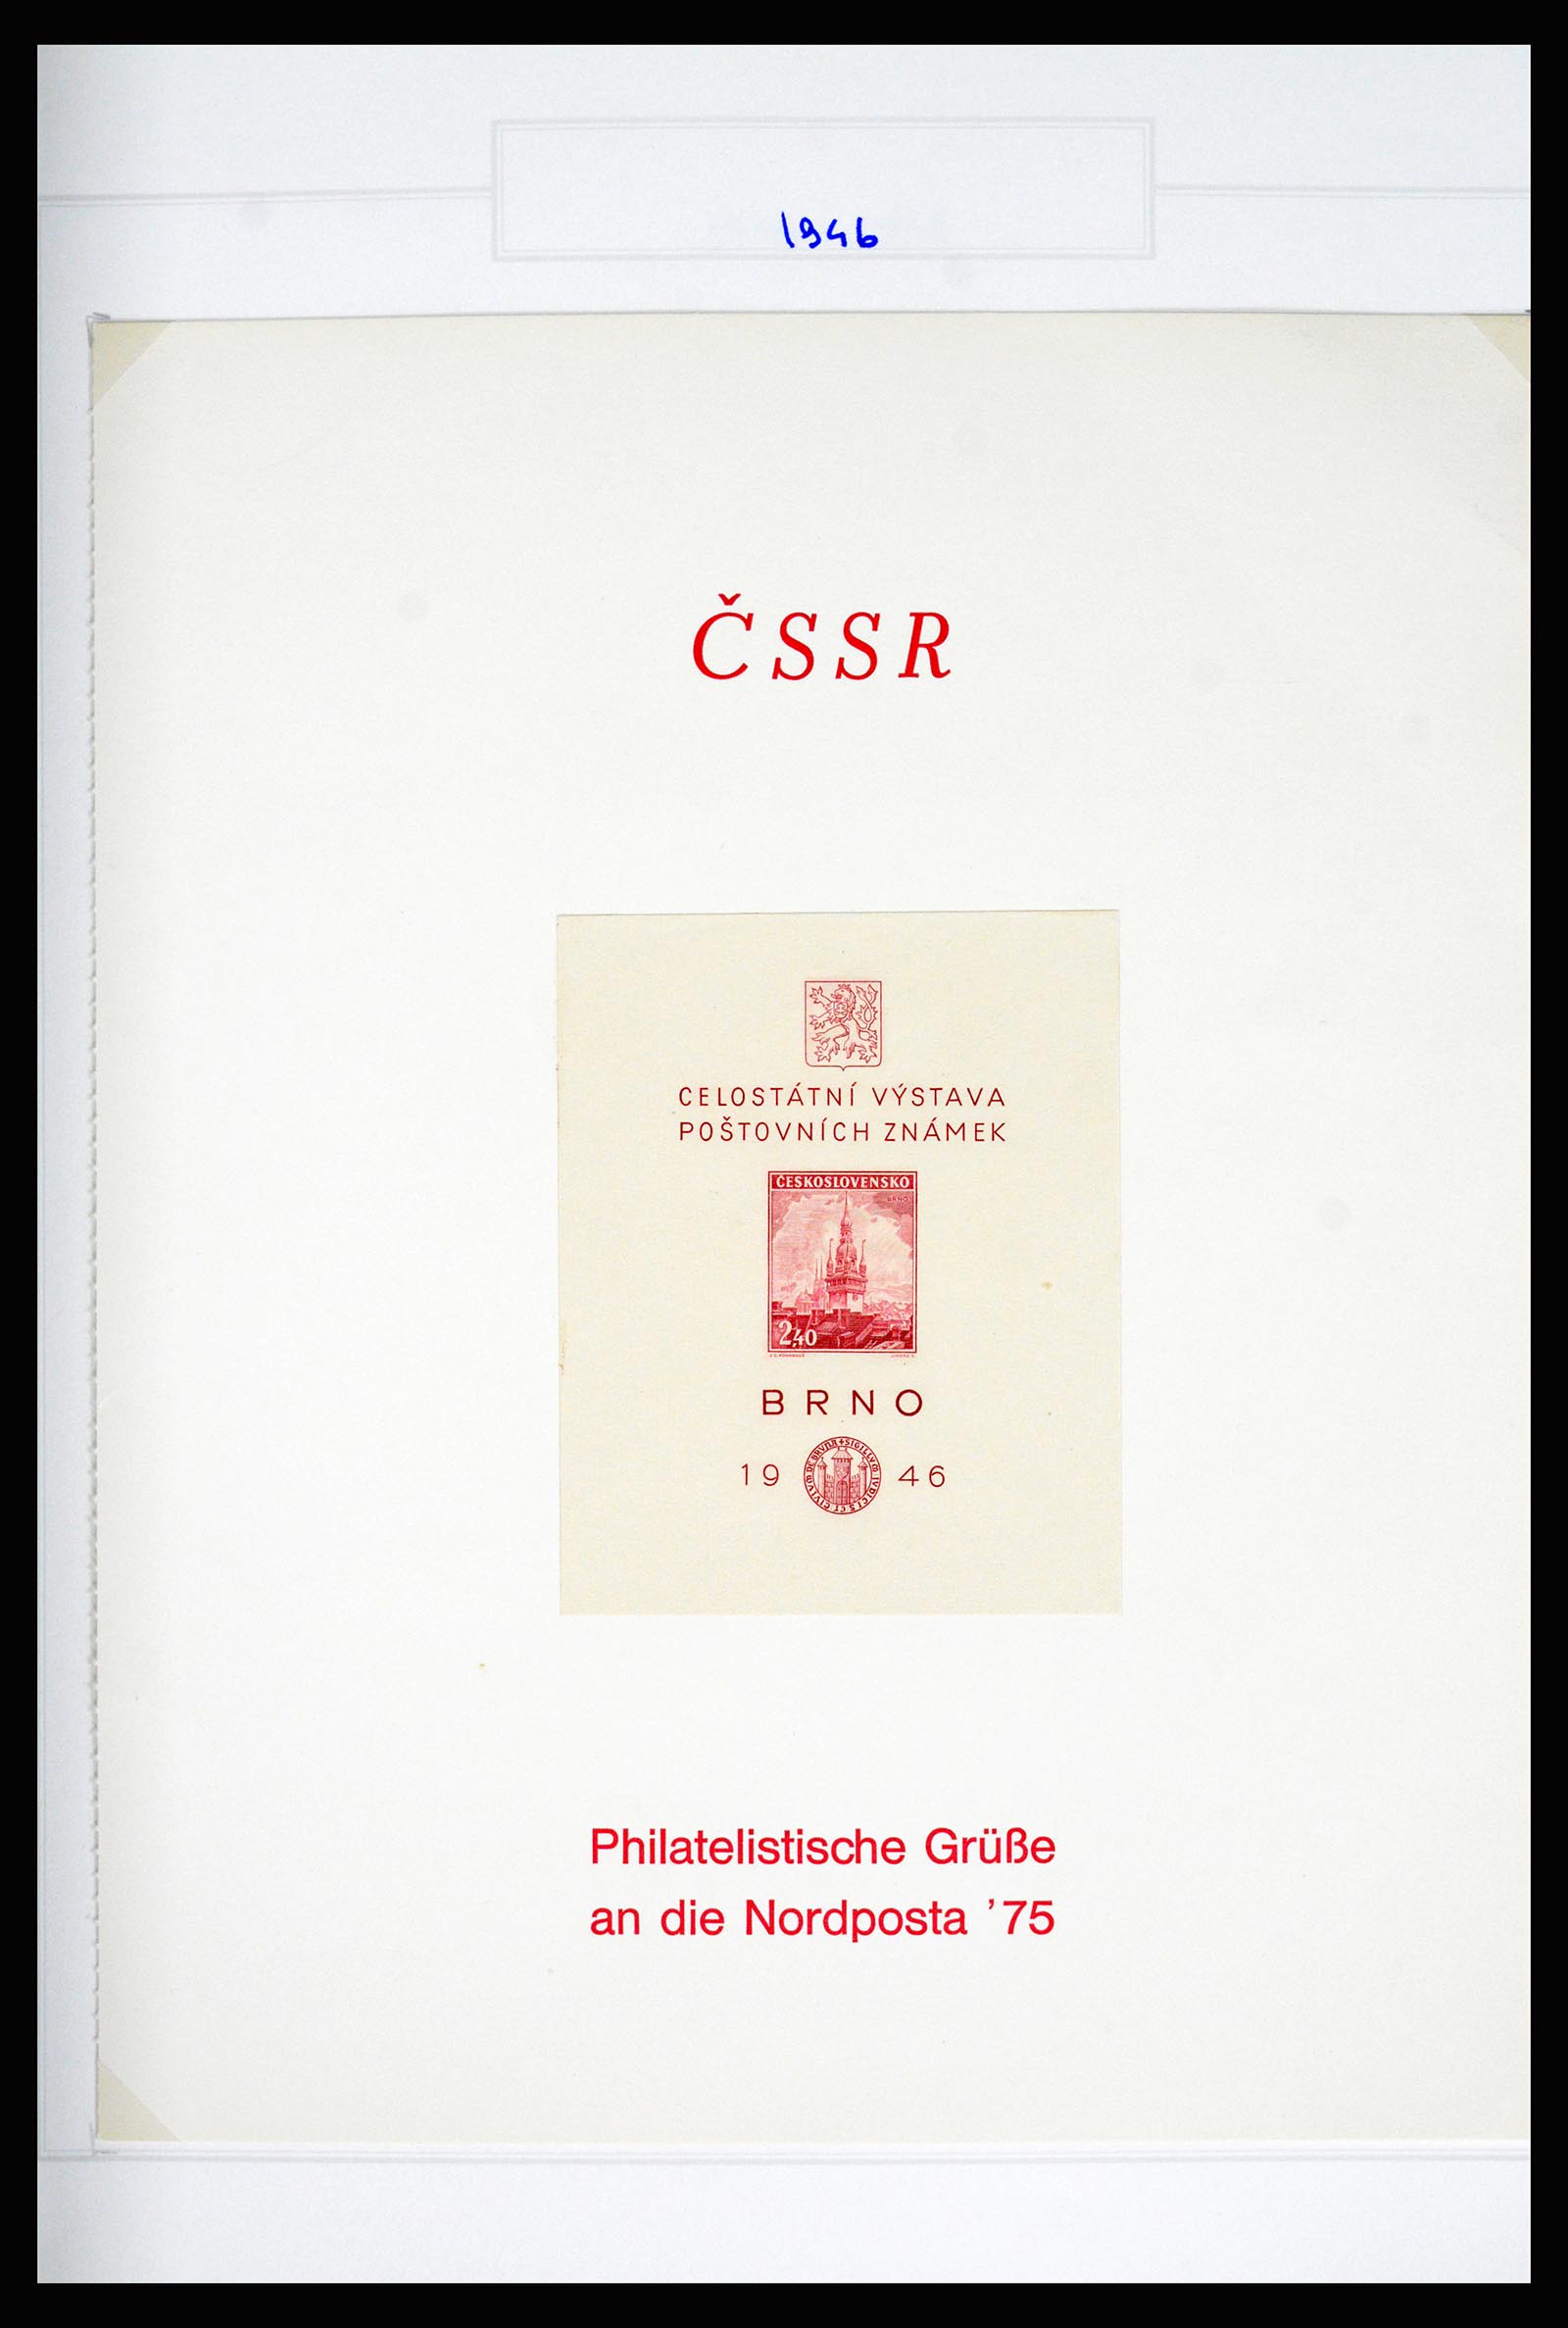 1946
ČSSR
CELOSTÁTNÍ VÝSTAVA
POŠTOVNÍCH ZNÁMEK
ČESKOSLOVENSKO
BRNO
2,40
BRNO
19 46
Philatelistische Grüße
an die Nordposta ’75